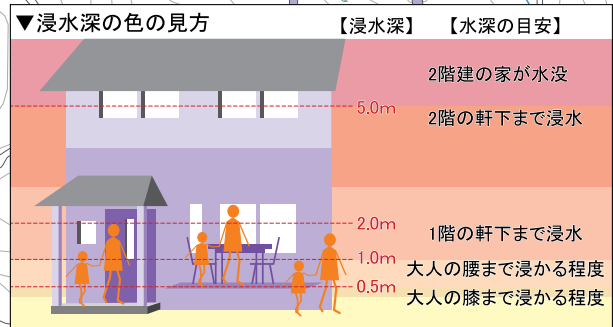 ▼浸水深の色の見方
【浸水深】 【水深の目安】
2階建の家が水没
5.0m
2階の軒下まで浸水
2.0m
1階の軒下まで浸水
1.0m
大人の腰まで浸かる程度
0.5m
大人の膝まで浸かる程度